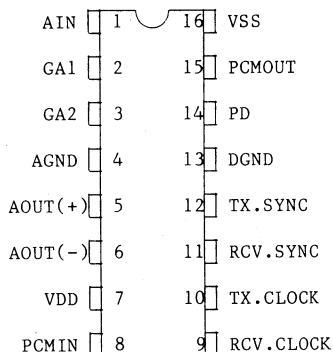 AIN 1 16 VSS
GA1 2 15 PCMOUT
GA2 3 14 PD
AGND 4 13 DGND
AOUT(+) 5 12 TX.SYNC
AOUT(-) 6 11 RCV.SYNC
VDD 7 10 TX.CLOCK
PCMIN 8 9 RCV.CLOCK